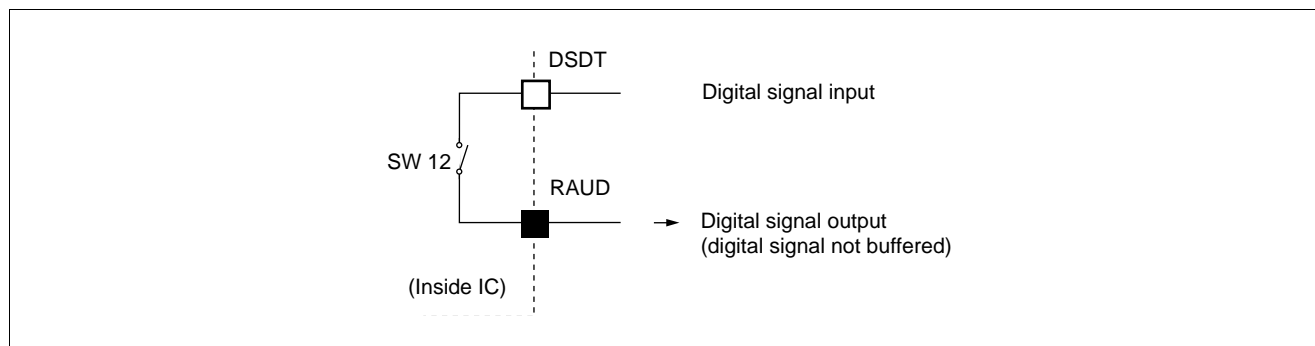 DSDT
Digital signal input
SW 12
RAUD
Digital signal output
(digital signal not buffered)
(Inside IC)